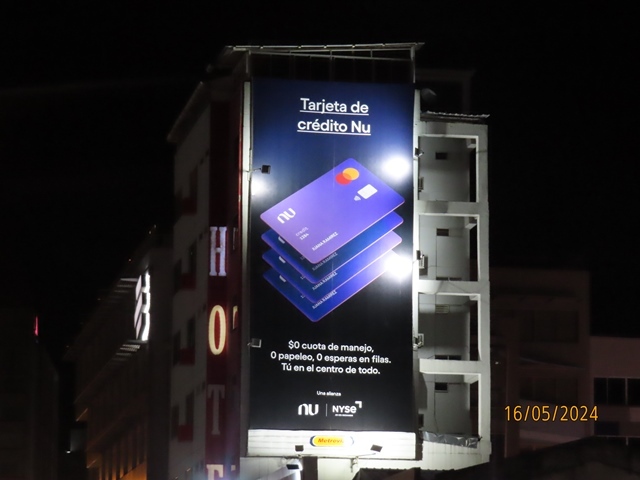 Tarjeta de
crédito Nu
nu
$0 cuota de manejo,
0 papeleo, 0 esperas en filas.
Tú en el centro de todo.
Una alianza
nu | NYSE
H
O
T
E
16/05/2024